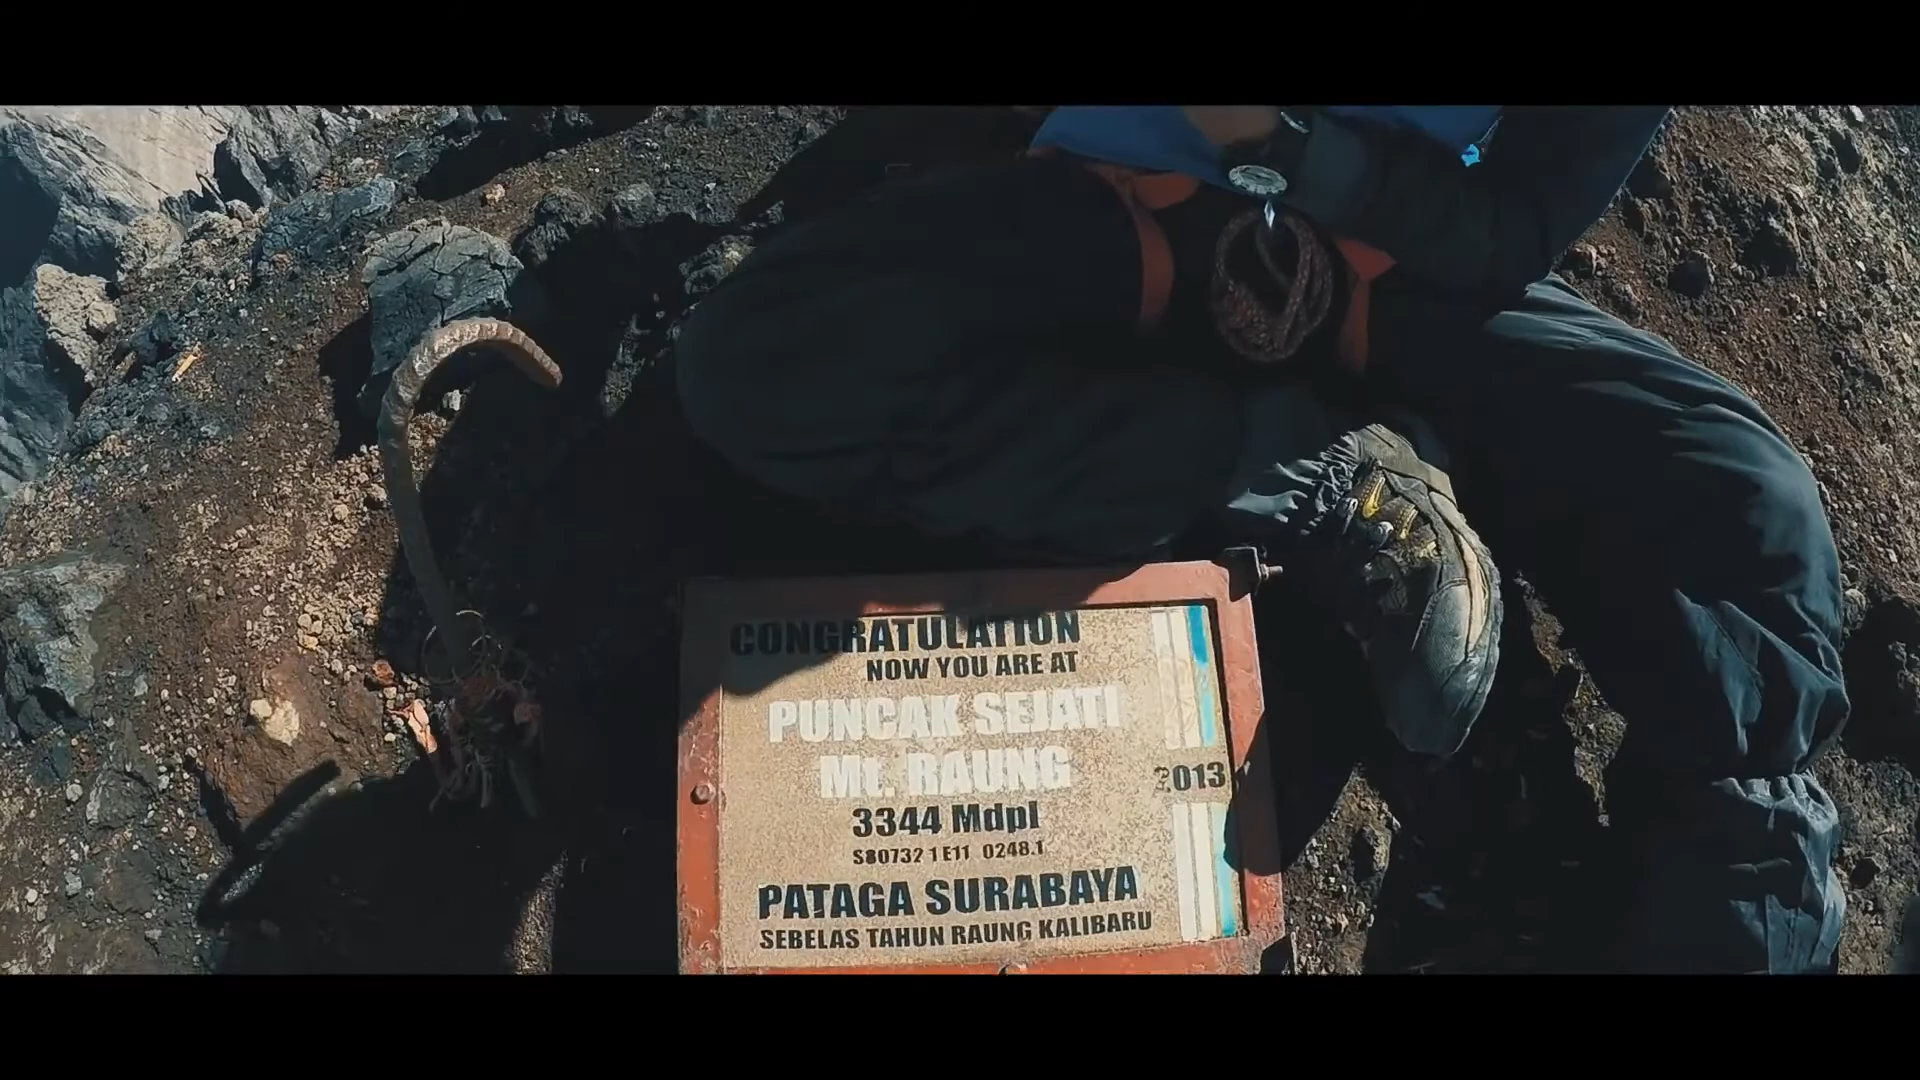 CONGRATULATION
NOW YOU ARE AT
PUNCAK SEJATI
Mt. RAUNG
2013
3344 Mdpl
S80732 1 E11 0248.1
PATAGA SURABAYA
SEBELAS TAHUN RAUNG KALIBARU